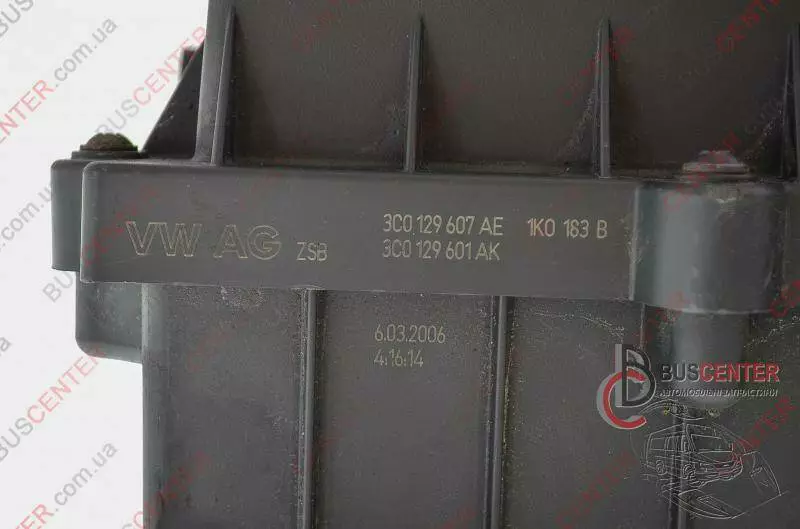 VW AG ZSB 3C0 129 607 AE 1K0 183 B
3C0 129 601 AK
6.03.2006
4:16:14
BUSCENTER
АВТОМОБІЛЬНІ ЗАПЧАСТИНИ
BUSCENTER.com.ua